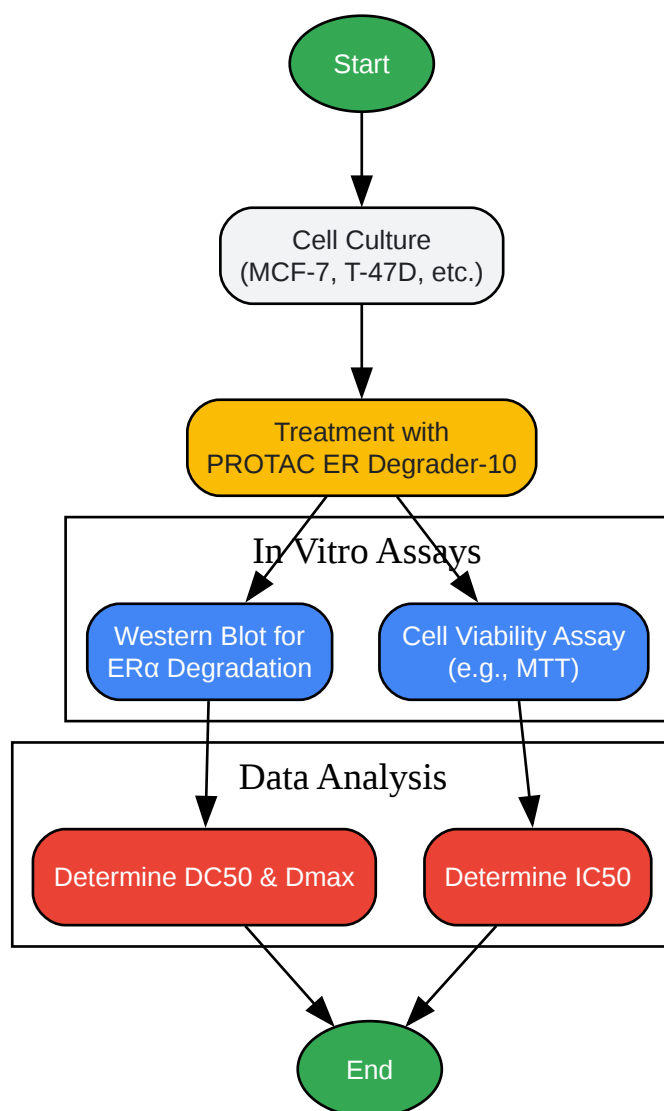 Start
Cell Culture
(MCF-7, T-47D, etc.)
Treatment with
PROTAC ER Degrader-10
In Vitro Assays
Western Blot for
ERα Degradation
Cell Viability Assay
(e.g., MTT)
Data Analysis
Determine DC50 & Dmax
Determine IC50
End